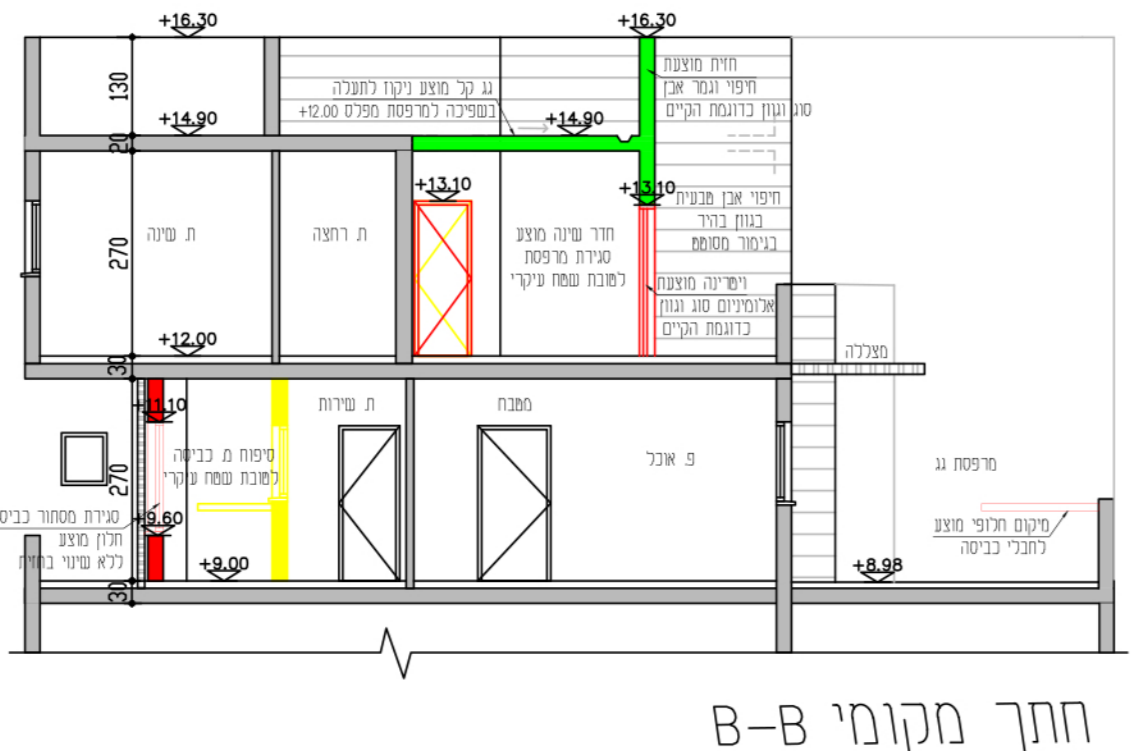 +16.30
+16.30
130
חזית מוצעת
חיפוי וגמר אבן
סוג וגוון כדוגמת הקיים
גג קל מוצע ניקוז לתעלה
בשפיכה למרפסת מפלס 12.00+
+14.90
+14.90
20
+13.10
+13.10
חיפוי אבן טבעית
בגוון בהיר
בגימור מסותת
ח. שינה
ח. רחצה
חדר שינה מוצע
סגירת מרפסת
לטובת שטח עיקרי
270
ויטרינה מוצעת
אלומיניום סוג וגוון
כדוגמת הקיים
+12.00
30
מצללה
+11.10
ח. שירות
מטבח
סיפוח מ. כביסה
לטובת שטח עיקרי
פ. אוכל
270
מרפסת גג
סגירת מסתור כביס
חלון מוצע
ללא שינוי בחזית
+9.60
מיקום חלופי מוצע
לחבלי כביסה
+9.00
+8.98
30
חתך מקומי B-B